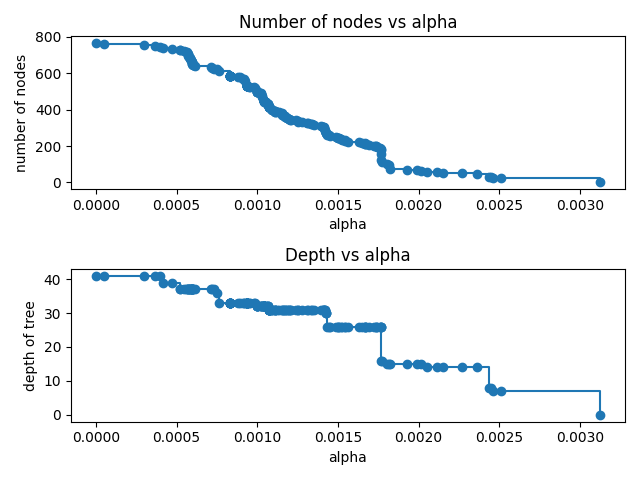 Number of nodes vs alpha
800
600
400
200
0
number of nodes
0.0000 0.0005 0.0010 0.0015 0.0020 0.0025 0.0030
alpha
Depth vs alpha
40
30
20
10
0
depth of tree
0.0000 0.0005 0.0010 0.0015 0.0020 0.0025 0.0030
alpha